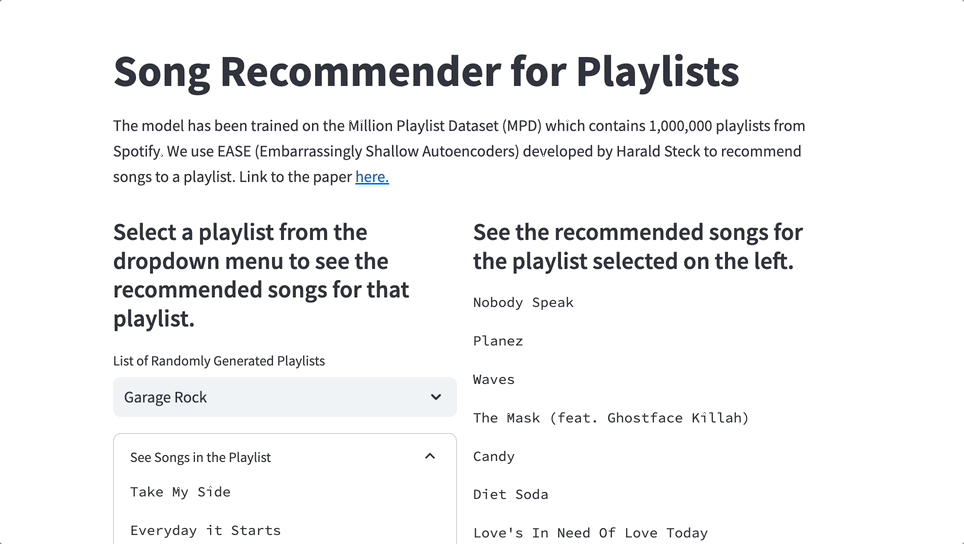 Song Recommender for Playlists
The model has been trained on the Million Playlist Dataset (MPD) which contains 1,000,000 playlists from
Spotify. We use EASE (Embarrassingly Shallow Autoencoders) developed by Harald Steck to recommend
songs to a playlist. Link to the paper here.
Select a playlist from the
dropdown menu to see the
recommended songs for that
playlist.
List of Randomly Generated Playlists
Garage Rock
See Songs in the Playlist
Take My Side
Everyday it Starts
See the recommended songs for
the playlist selected on the left.
Nobody Speak
Planez
Waves
The Mask (feat. Ghostface Killah)
Candy
Diet Soda
Love's In Need Of Love Today